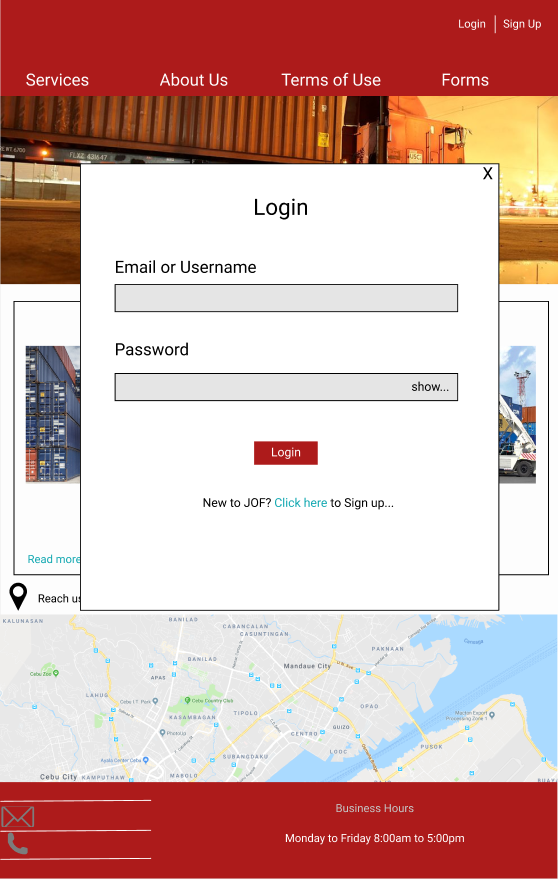 Login
Sign Up
Services
About Us
Terms of Use
Forms
FLXZ 431647
X
Login
Email or Username
Password
show...
Login
New to JOF? Click here to Sign up...
Read more
Reach us
KALUNASAN
BANILAD
CABANCALAN
CASUNTINGAN
BANILAD
Mandaue City
PAKNAAN
Cebu Zoo
APAS
LAHUG
Cebu I.T. Park
Cebu Country Club
KASAMBAGAN
TIPOLO
OPAO
Mactan Export
Processing Zone 1
PhotoUp
CENTRO
GUIZO
LOOC
PUSOK
Ayala Center Cebu
SUBANGDAKU
Cebu City
KAMPUTHAW
MABOLO
Business Hours
Monday to Friday 8:00am to 5:00pm